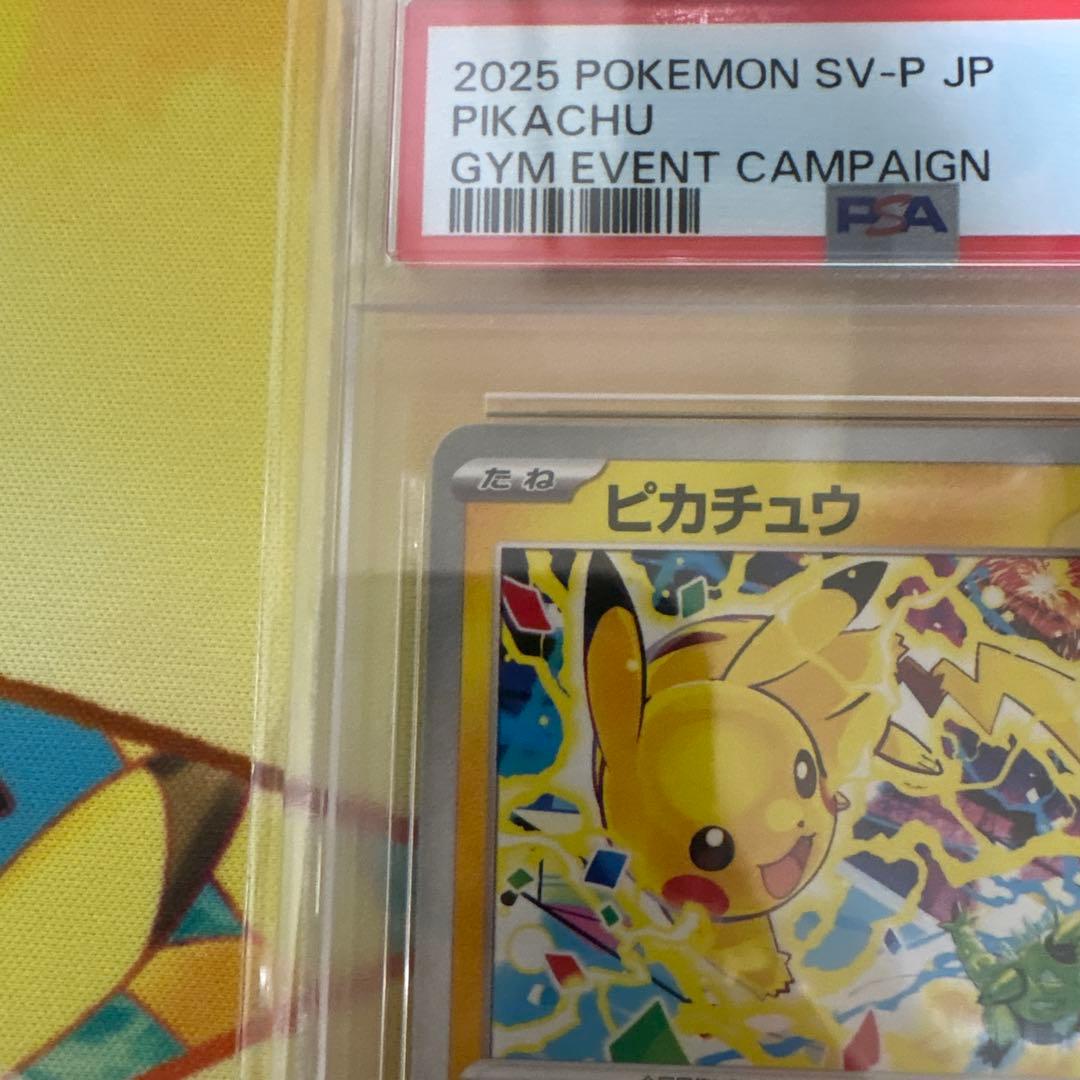 2025 POKEMON SV-P JP
PIKACHU
GYM EVENT CAMPAIGN
PSA
たね
ピカチュウ